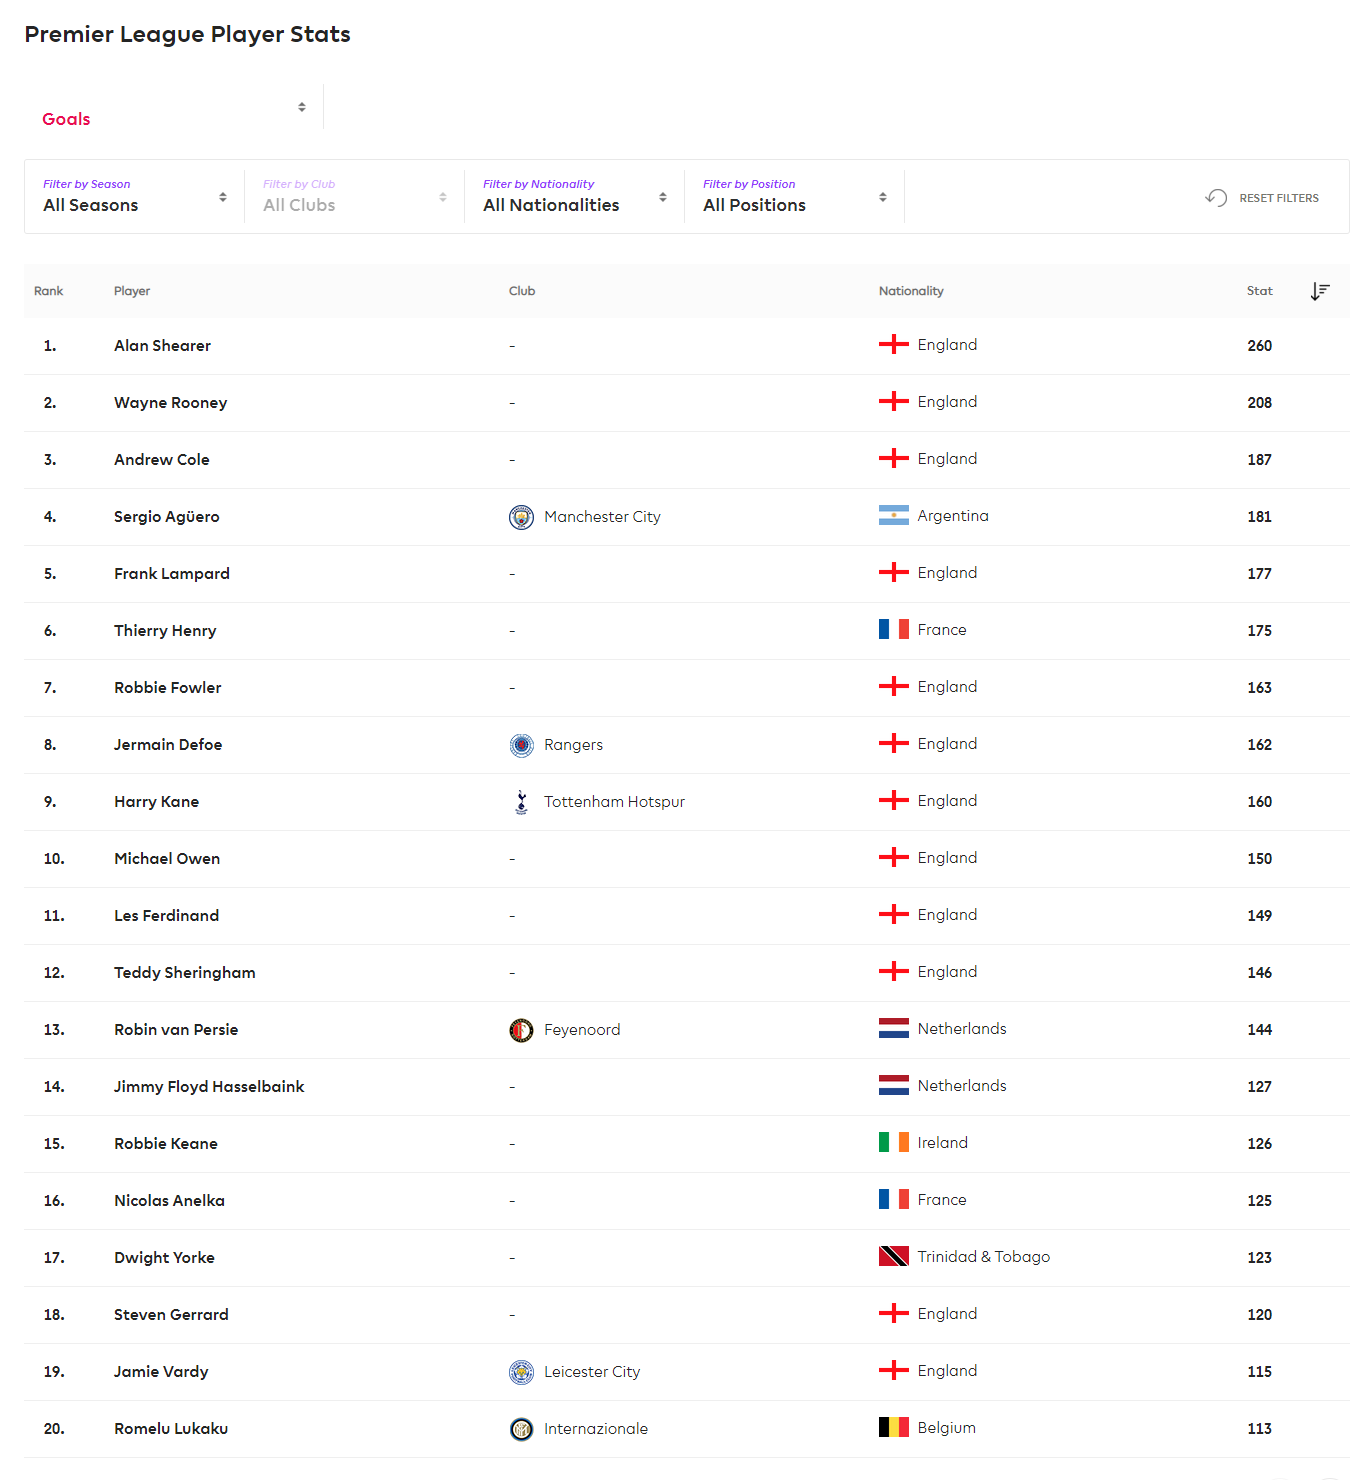 Premier League Player Stats
Goals
Filter by Season Filter by Club Filter by Nationality Filter by Position
All Seasons All Clubs All Nationalities All Positions RESET FILTERS
Rank Player Club Nationality Stat
1. Alan Shearer - England 260
2. Wayne Rooney - England 208
3. Andrew Cole - England 187
4. Sergio Agüero Manchester City Argentina 181
5. Frank Lampard - England 177
6. Thierry Henry - France 175
7. Robbie Fowler - England 163
8. Jermain Defoe Rangers England 162
9. Harry Kane Tottenham Hotspur England 160
10. Michael Owen - England 150
11. Les Ferdinand - England 149
12. Teddy Sheringham - England 146
13. Robin van Persie Feyenoord Netherlands 144
14. Jimmy Floyd Hasselbaink - Netherlands 127
15. Robbie Keane - Ireland 126
16. Nicolas Anelka - France 125
17. Dwight Yorke - Trinidad & Tobago 123
18. Steven Gerrard - England 120
19. Jamie Vardy Leicester City England 115
20. Romelu Lukaku Internazionale Belgium 113